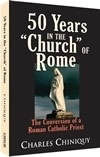 50 YEARS
IN THE
"CHURCH" OF
ROME
The Conversion of a
Roman Catholic Priest
CHARLES CHINIQUY